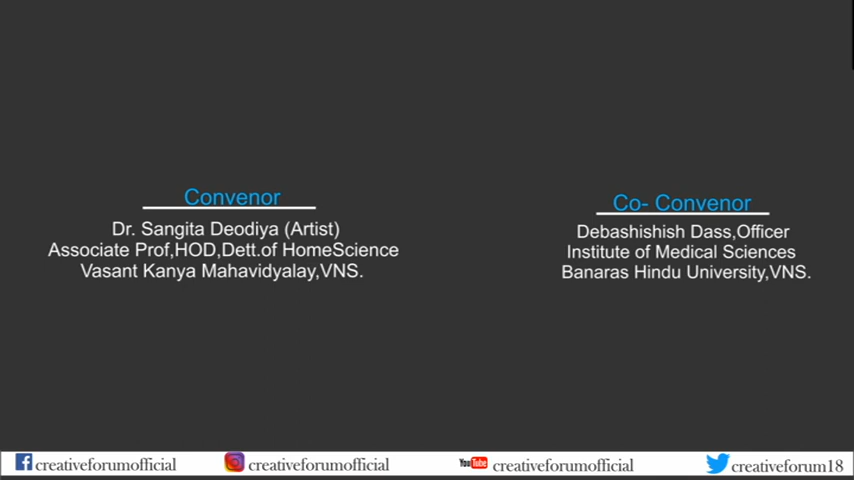 Convenor
Dr. Sangita Deodiya (Artist)
Associate Prof,HOD,Dett.of HomeScience
Vasant Kanya Mahavidyalay,VNS.
Co- Convenor
Debashishish Dass,Officer
Institute of Medical Sciences
Banaras Hindu University,VNS.
creativeforumofficial
creativeforumofficial
YouTube creativeforumofficial
creativeforum18